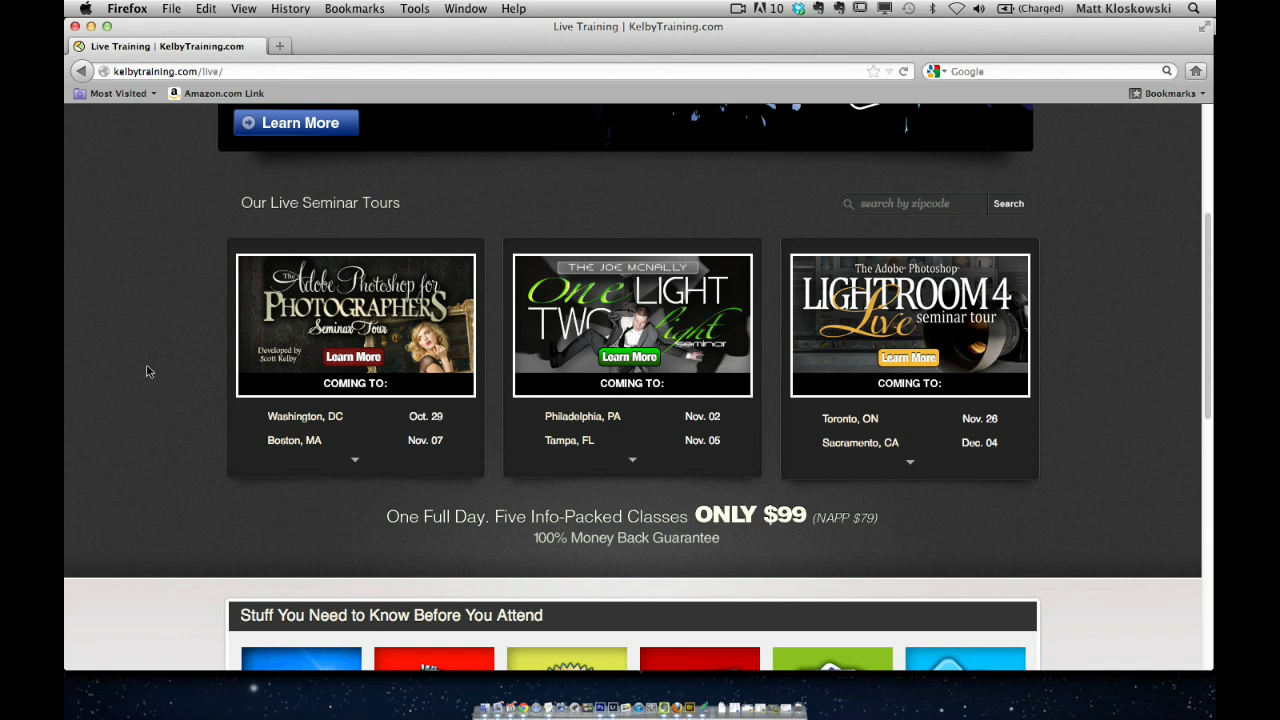 Firefox File Edit View History Bookmarks Tools Window Help 10 (Charged) Matt Kloskowski
Live Training | KelbyTraining.com
Live Training | KelbyTraining.com
kelbytraining.com/live/ Google
Most Visited Amazon.com Link Bookmarks
Learn More
Our Live Seminar Tours
search by zipcode Search
The Adobe Photoshop for
PHOTOGRAPHERS
Seminar Tour
Developed by
Scott Kelby
Learn More
COMING TO:
Washington, DC Oct. 29
Boston, MA Nov. 07
THE JOE MCNALLY
One LIGHT
TWO light
seminar
Learn More
COMING TO:
Philadelphia, PA Nov. 02
Tampa, FL Nov. 05
The Adobe Photoshop
LIGHTROOM 4
Live seminar tour
Learn More
COMING TO:
Toronto, ON Nov. 26
Sacramento, CA Dec. 04
One Full Day. Five Info-Packed Classes ONLY $99 (NAPP $79)
100% Money Back Guarantee
Stuff You Need to Know Before You Attend